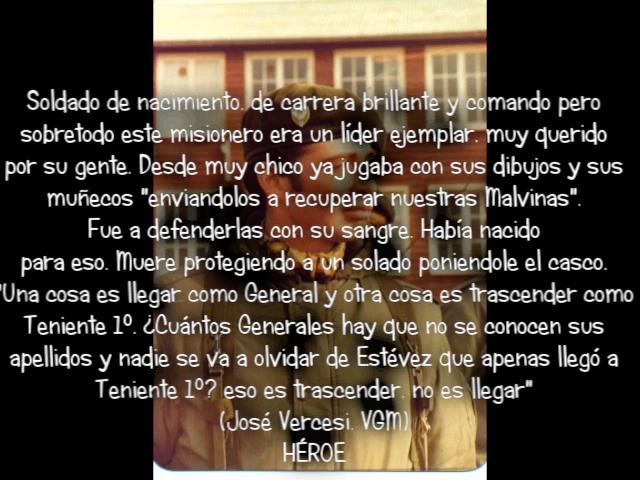 Soldado de nacimiento. de carrera brillante y comando pero
sobretodo este misionero era un líder ejemplar. muy querido
por su gente. Desde muy chico ya jugaba con sus dibujos y sus
muñecos "enviandolos a recuperar nuestras Malvinas".
Fue a defenderlas con su sangre. Había nacido
para eso. Muere protegiendo a un solado poniendole el casco.
"Una cosa es llegar como General y otra cosa es trascender como
Teniente 1º. ¿Cuántos Generales hay que no se conocen sus
apellidos y nadie se va a olvidar de Estévez que apenas llegó a
Teniente 1º? eso es trascender. no es llegar"
(José Vercesi. VGM)
HÉROE